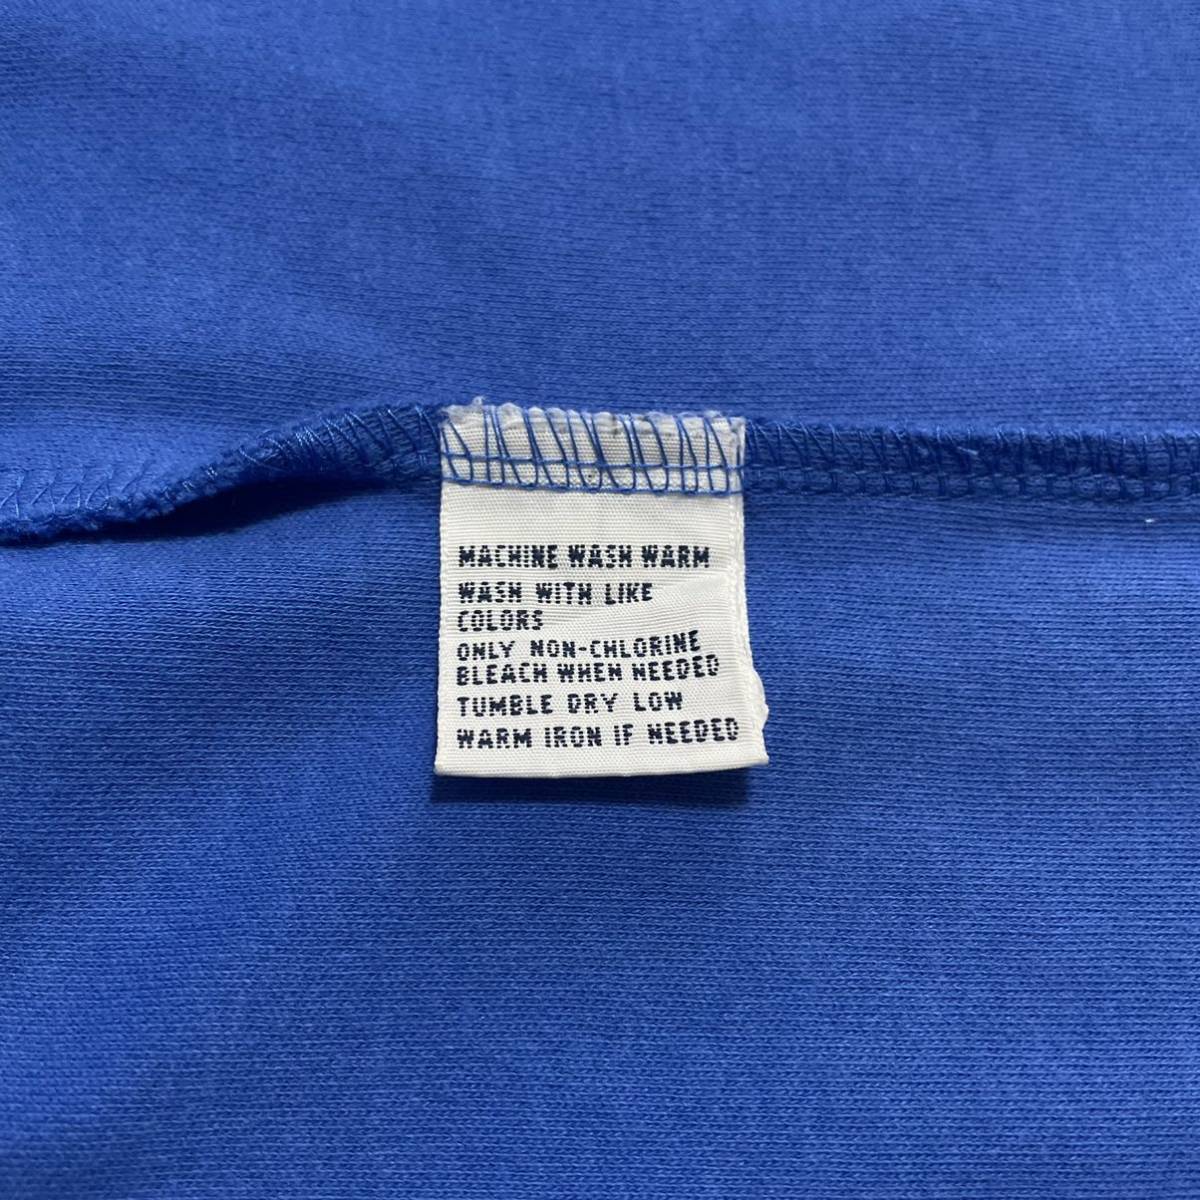 MACHINE WASH WARM
WASH WITH LIKE
COLORS
ONLY NON-CHLORINE
BLEACH WHEN NEEDED
TUMBLE DRY LOW
WARM IRON IF NEEDED